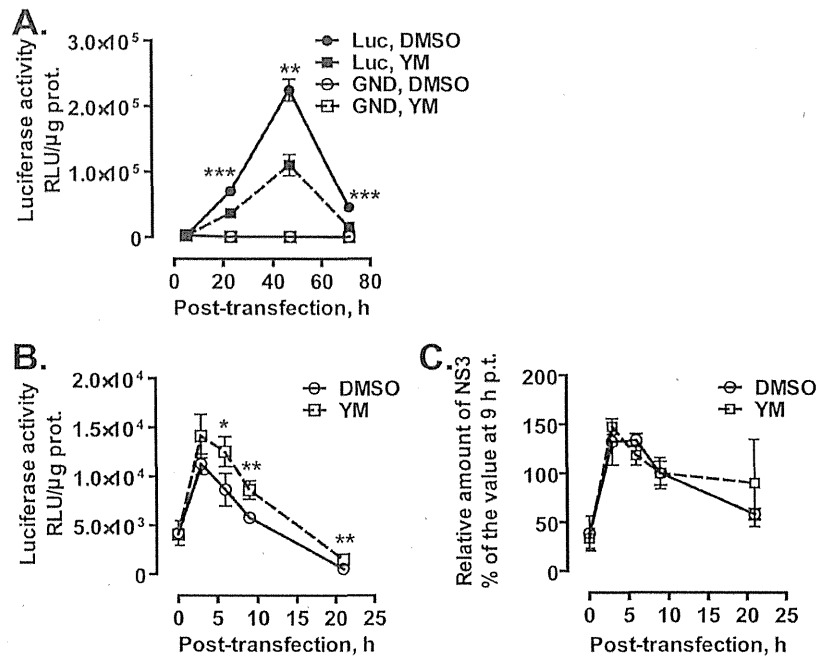 A.
Luciferase activity
RLU/µg prot.
3.0×10⁵
2.0×10⁵
1.0×10⁵
0
0 20 40 60 80
Post-transfection, h
***
**
***
Luc, DMSO
Luc, YM
GND, DMSO
GND, YM
B.
Luciferase activity
RLU/µg prot.
2.0×10⁴
1.5×10⁴
1.0×10⁴
5.0×10³
0
0 5 10 15 20 25
Post-transfection, h
*
**
**
DMSO
YM
C.
Relative amount of NS3
% of the value at 9 h p.t.
200
150
100
50
0
0 5 10 15 20 25
Post-transfection, h
DMSO
YM